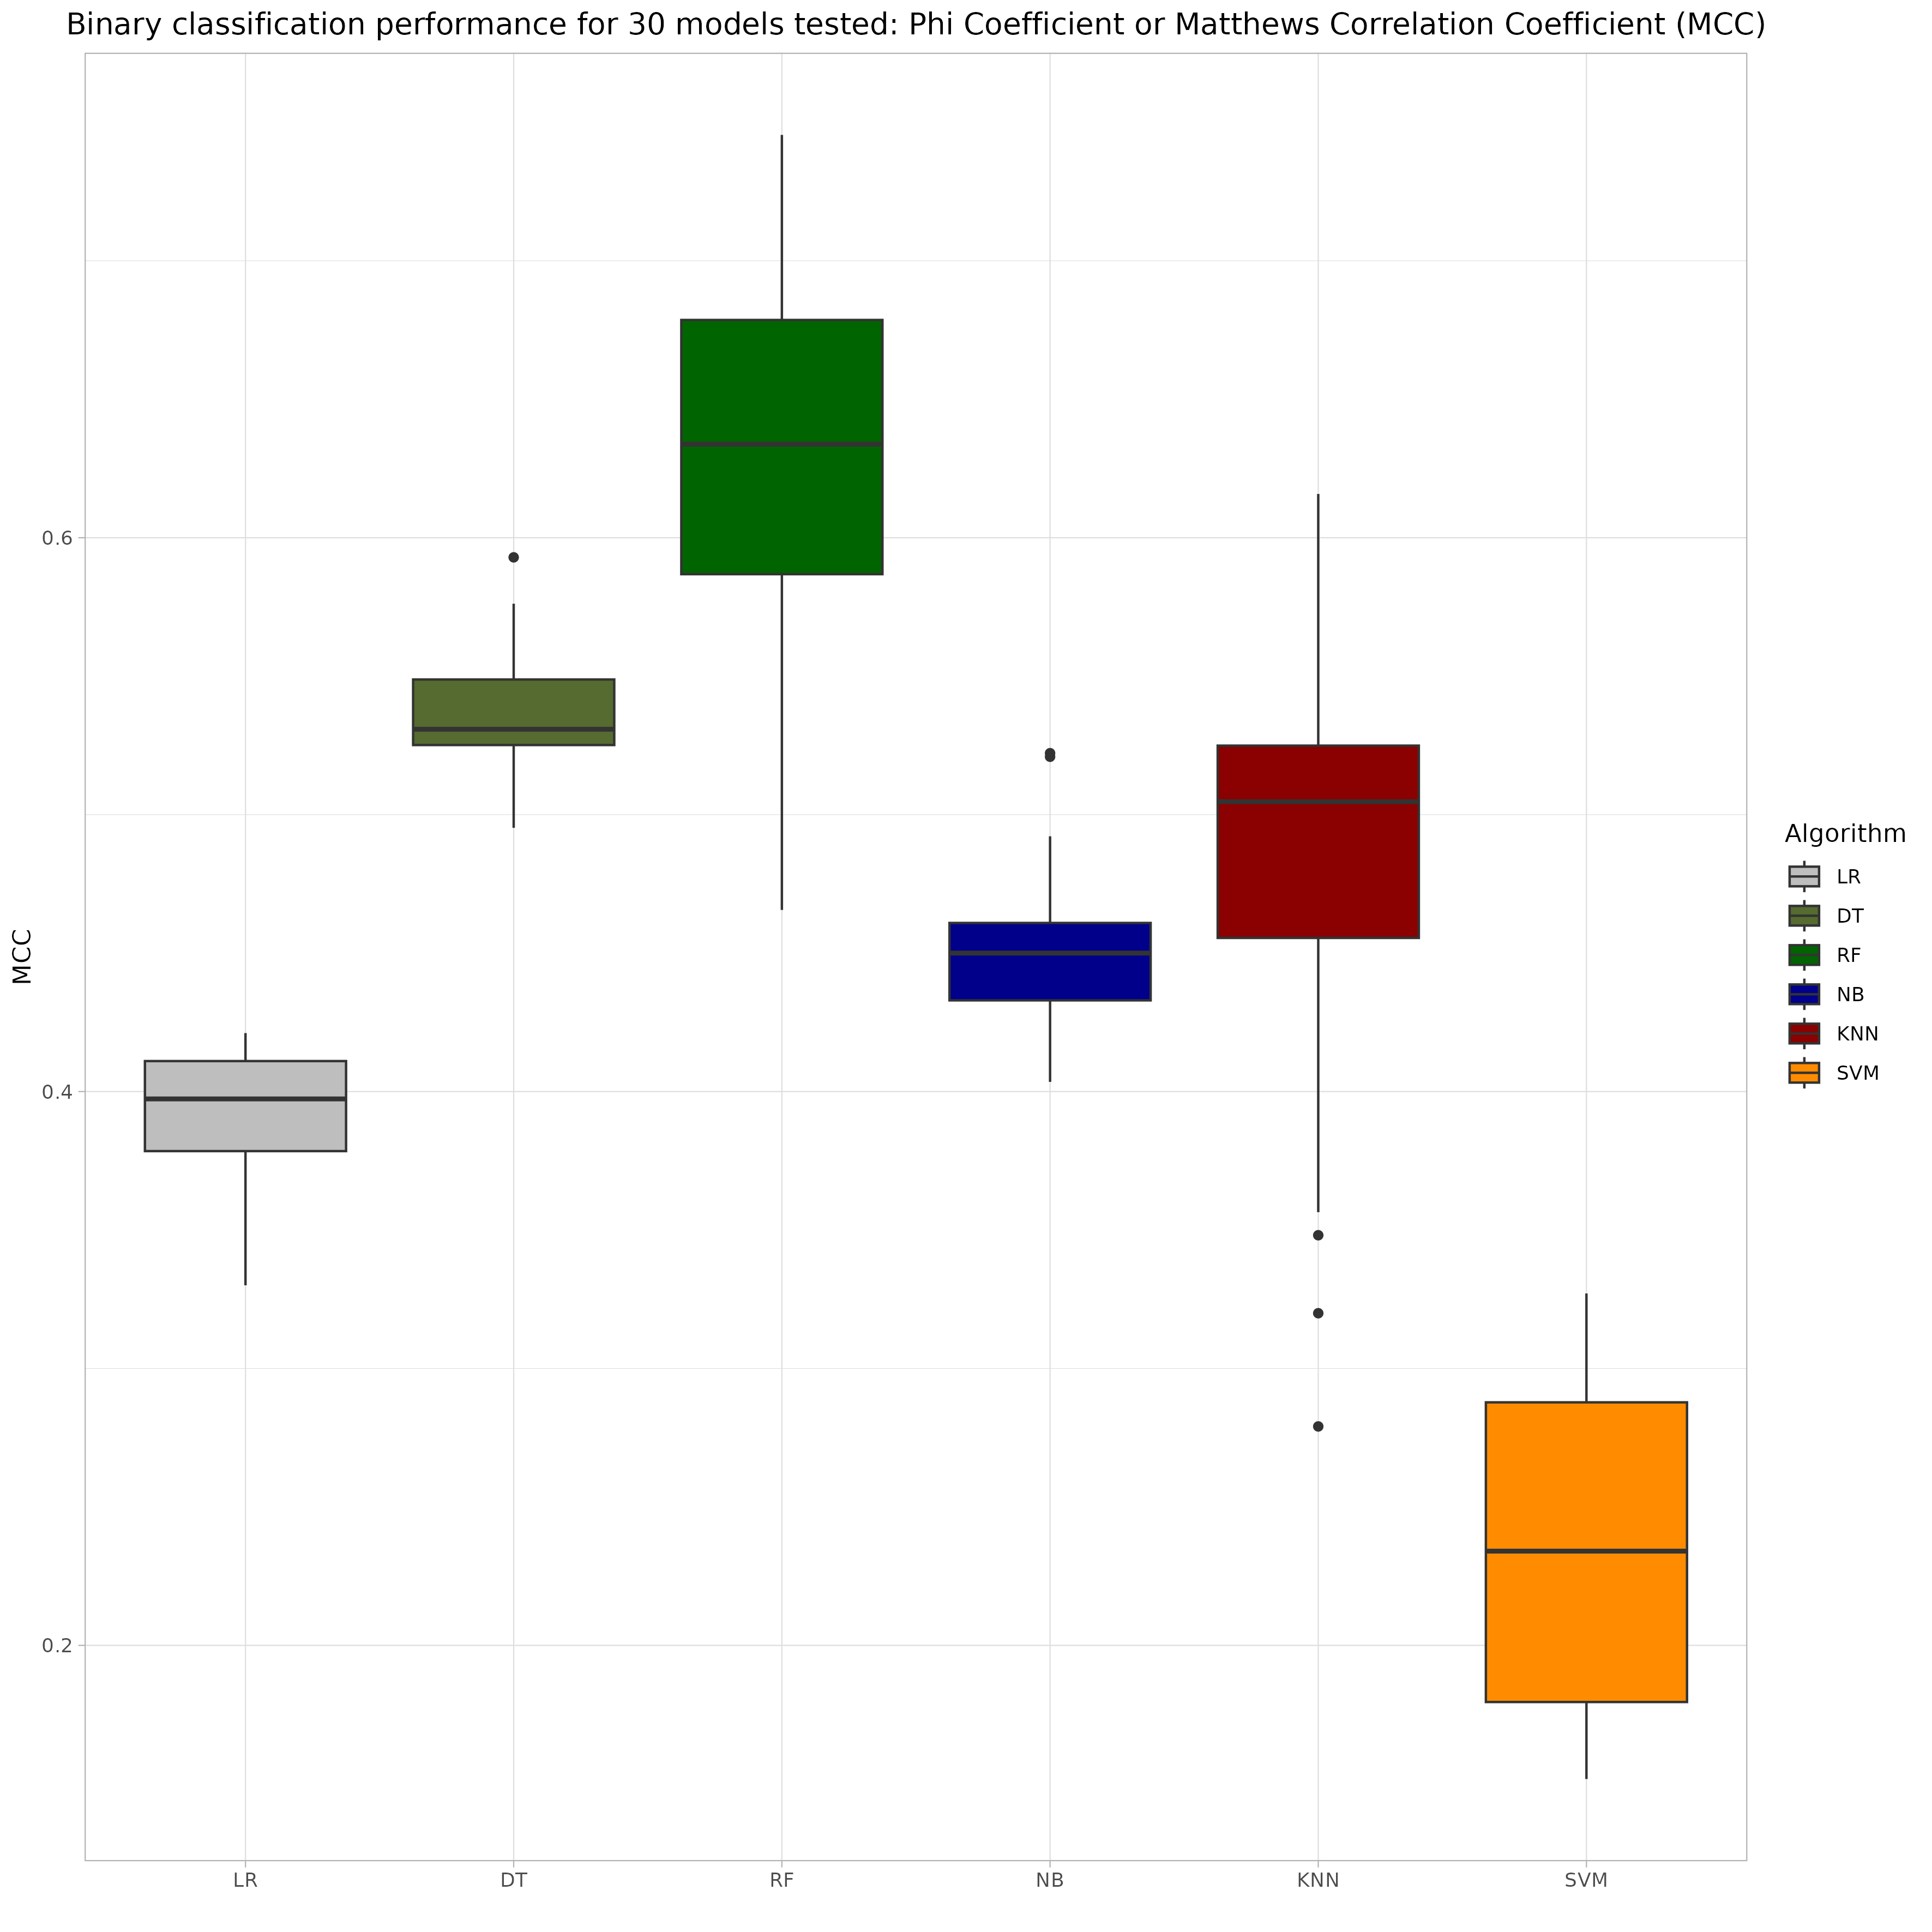 Binary classification performance for 30 models tested: Phi Coefficient or Matthews Correlation Coefficient (MCC)
0.6
0.4
0.2
MCC
LR DT RF NB KNN SVM
Algorithm
LR
DT
RF
NB
KNN
SVM